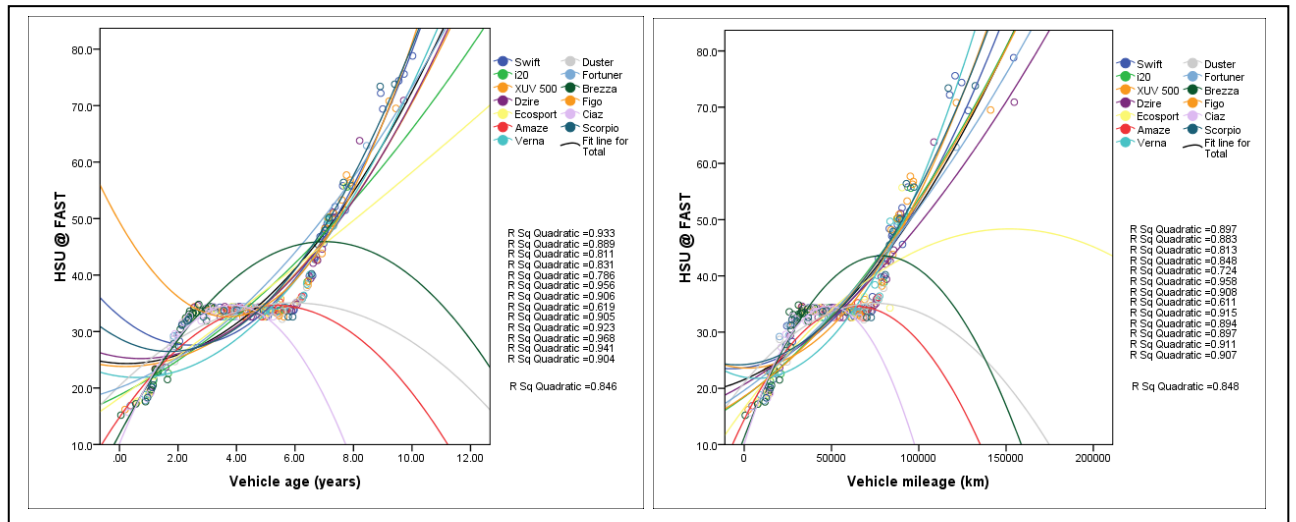 80.0
70.0
60.0
50.0
40.0
30.0
20.0
10.0
HSU @ FAST
.00 2.00 4.00 6.00 8.00 10.00 12.00
Vehicle age (years)
Swift Duster
i20 Fortuner
XUV 500 Brezza
Dzire Figo
Ecosport Ciaz
Amaze Scorpio
Verna Fit line for Total
R Sq Quadratic =0.933
R Sq Quadratic =0.889
R Sq Quadratic =0.811
R Sq Quadratic =0.831
R Sq Quadratic =0.786
R Sq Quadratic =0.956
R Sq Quadratic =0.906
R Sq Quadratic =0.619
R Sq Quadratic =0.905
R Sq Quadratic =0.923
R Sq Quadratic =0.968
R Sq Quadratic =0.941
R Sq Quadratic =0.904
R Sq Quadratic =0.846
80.0
70.0
60.0
50.0
40.0
30.0
20.0
10.0
HSU @ FAST
0 50000 100000 150000 200000
Vehicle mileage (km)
Swift Duster
i20 Fortuner
XUV 500 Brezza
Dzire Figo
Ecosport Ciaz
Amaze Scorpio
Verna Fit line for Total
R Sq Quadratic =0.897
R Sq Quadratic =0.883
R Sq Quadratic =0.813
R Sq Quadratic =0.848
R Sq Quadratic =0.724
R Sq Quadratic =0.958
R Sq Quadratic =0.908
R Sq Quadratic =0.611
R Sq Quadratic =0.915
R Sq Quadratic =0.894
R Sq Quadratic =0.897
R Sq Quadratic =0.911
R Sq Quadratic =0.907
R Sq Quadratic =0.848